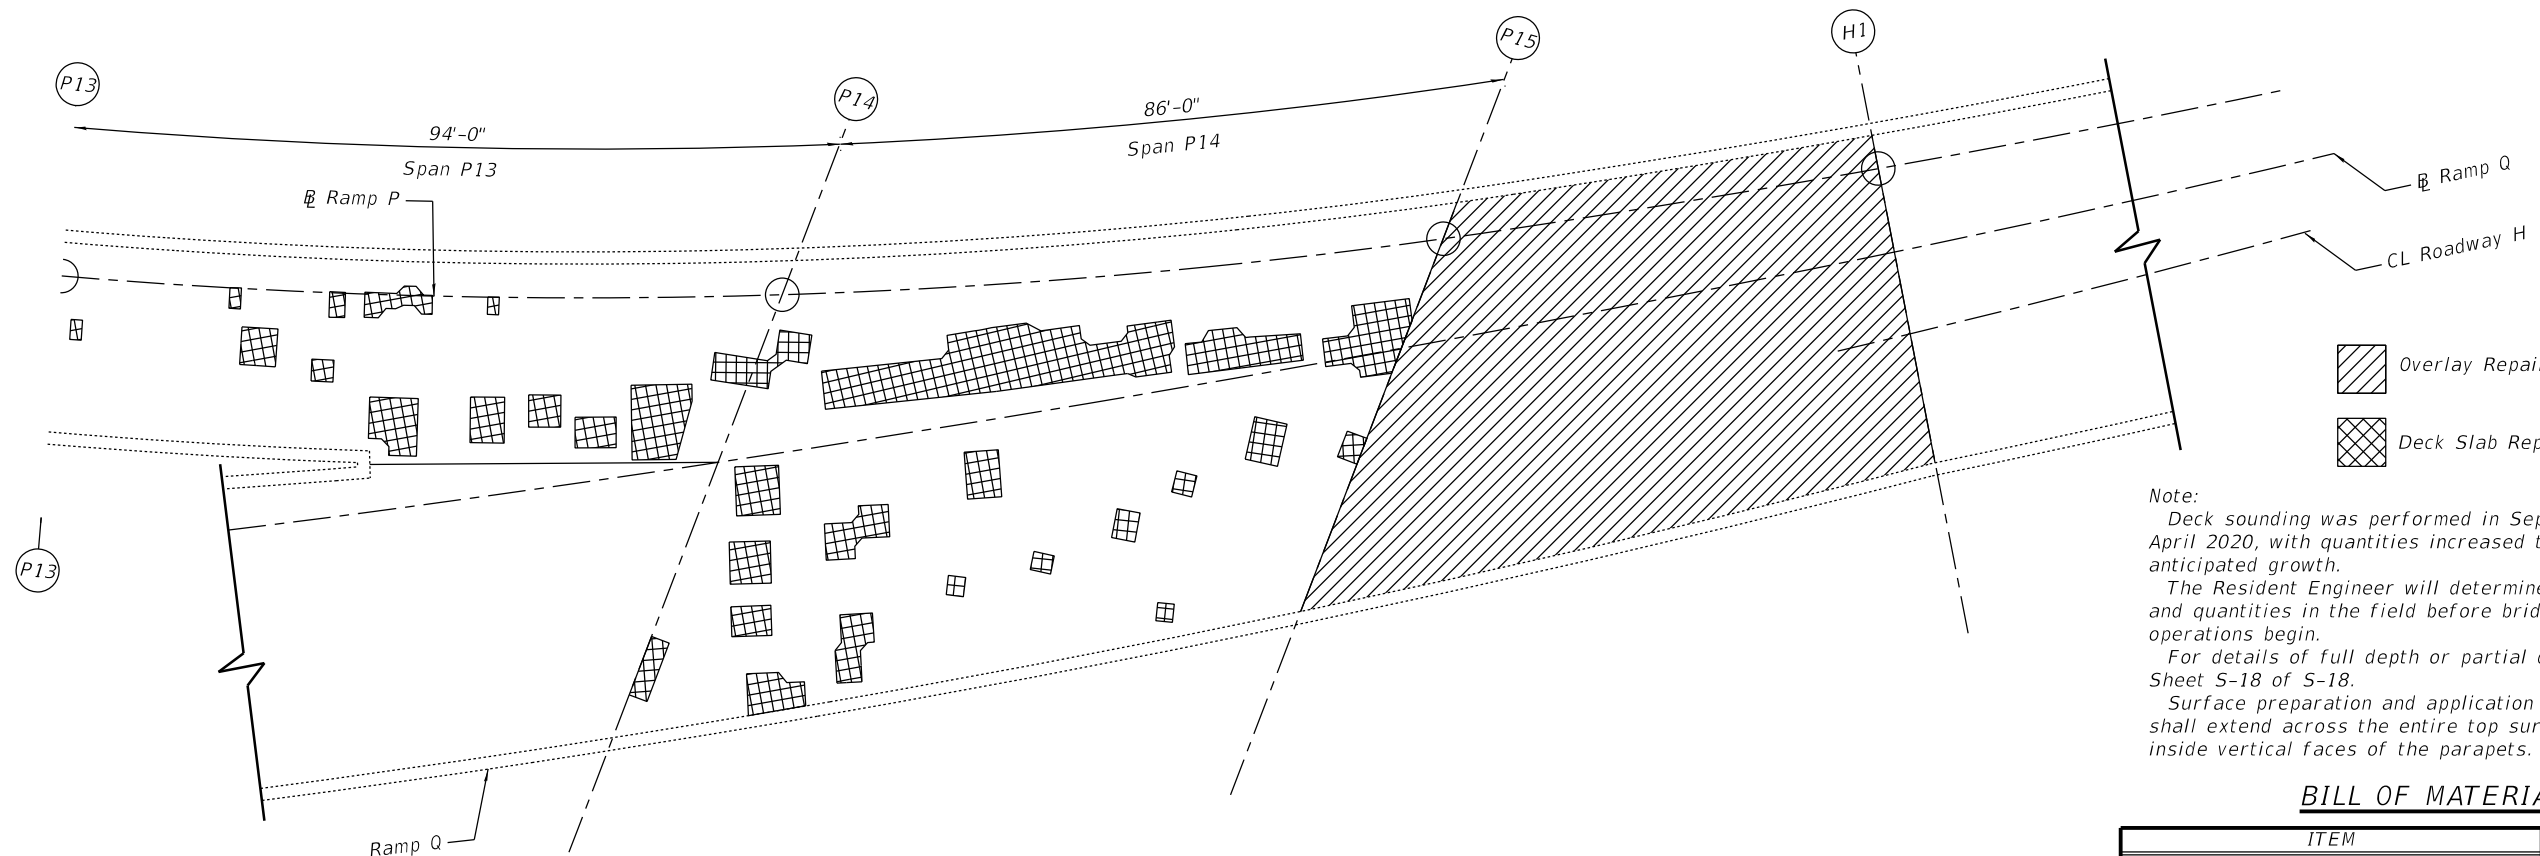 P13
P14
P15
H1
94'-0"
Span P13
86'-0"
Span P14
BL Ramp P
BL Ramp Q
CL Roadway H
P13
Ramp Q
Overlay Repai
Deck Slab Rep
Note:
Deck sounding was performed in Sep
April 2020, with quantities increased t
anticipated growth.
The Resident Engineer will determine
and quantities in the field before brid
operations begin.
For details of full depth or partial d
Sheet S-18 of S-18.
Surface preparation and application
shall extend across the entire top sur
inside vertical faces of the parapets.
BILL OF MATERIA
ITEM